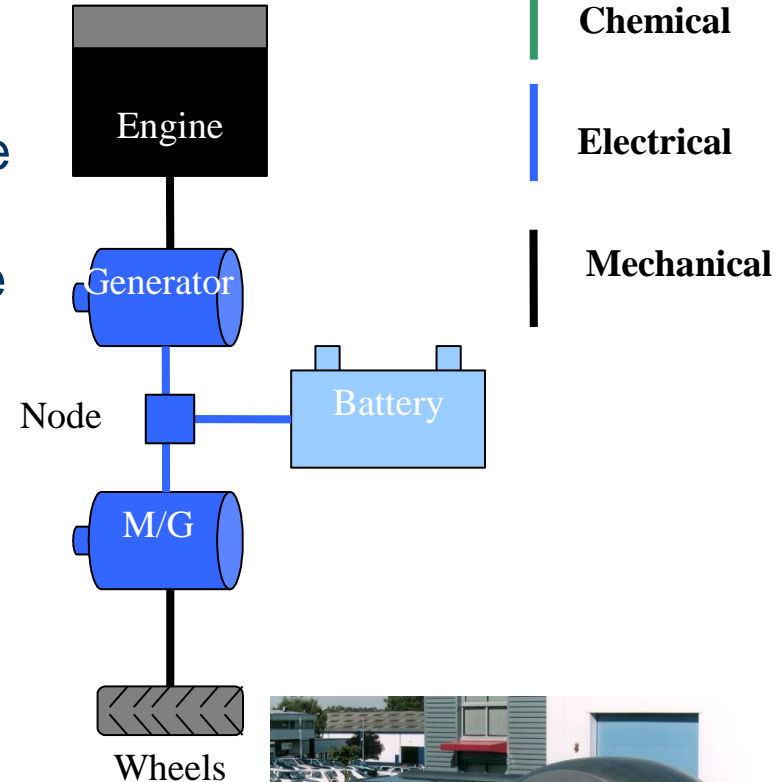 Chemical
Engine
Electrical
e
Mechanical
e
Generator
Battery
Node
M/G
Wheels